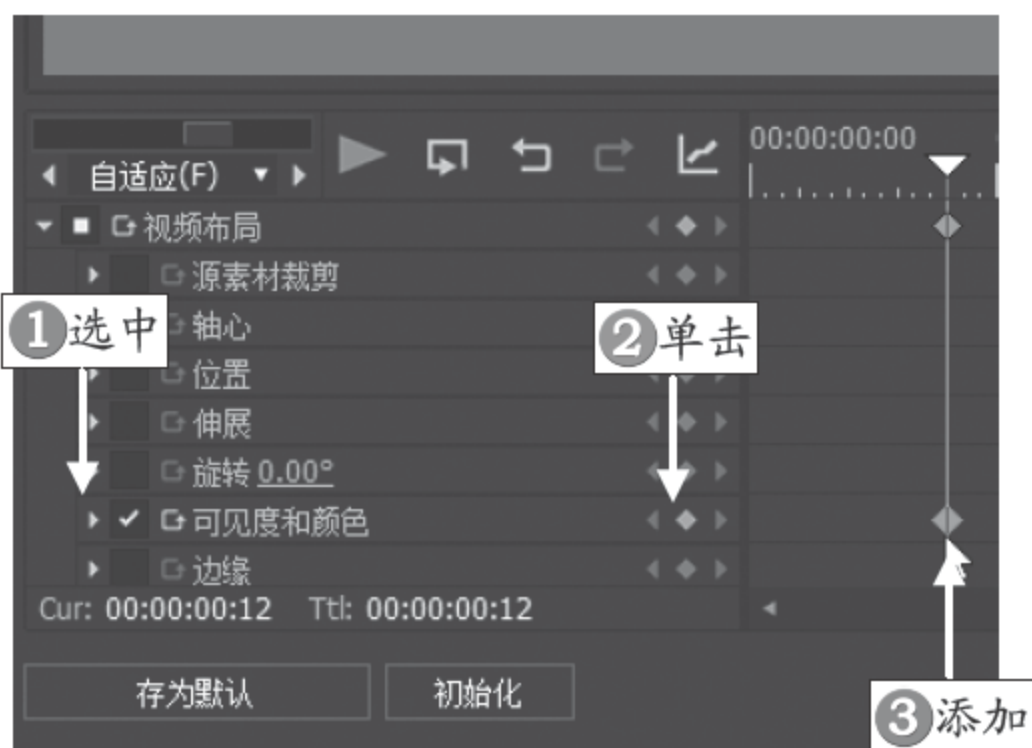 00:00:00:00
自适应(F)
视频布局
源素材裁剪
1选中
轴心
2单击
位置
伸展
旋转 0.00°
可见度和颜色
边缘
Cur: 00:00:00:12 Ttl: 00:00:00:12
存为默认
初始化
3添加